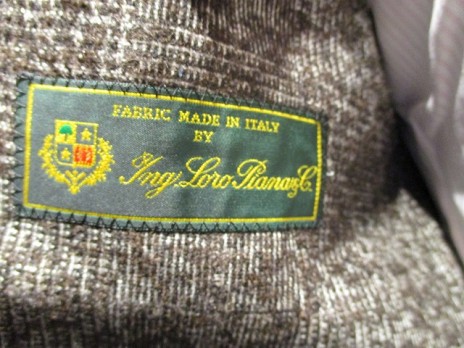 FABRIC MADE IN ITALY
BY
Ing. Loro Piana & C.